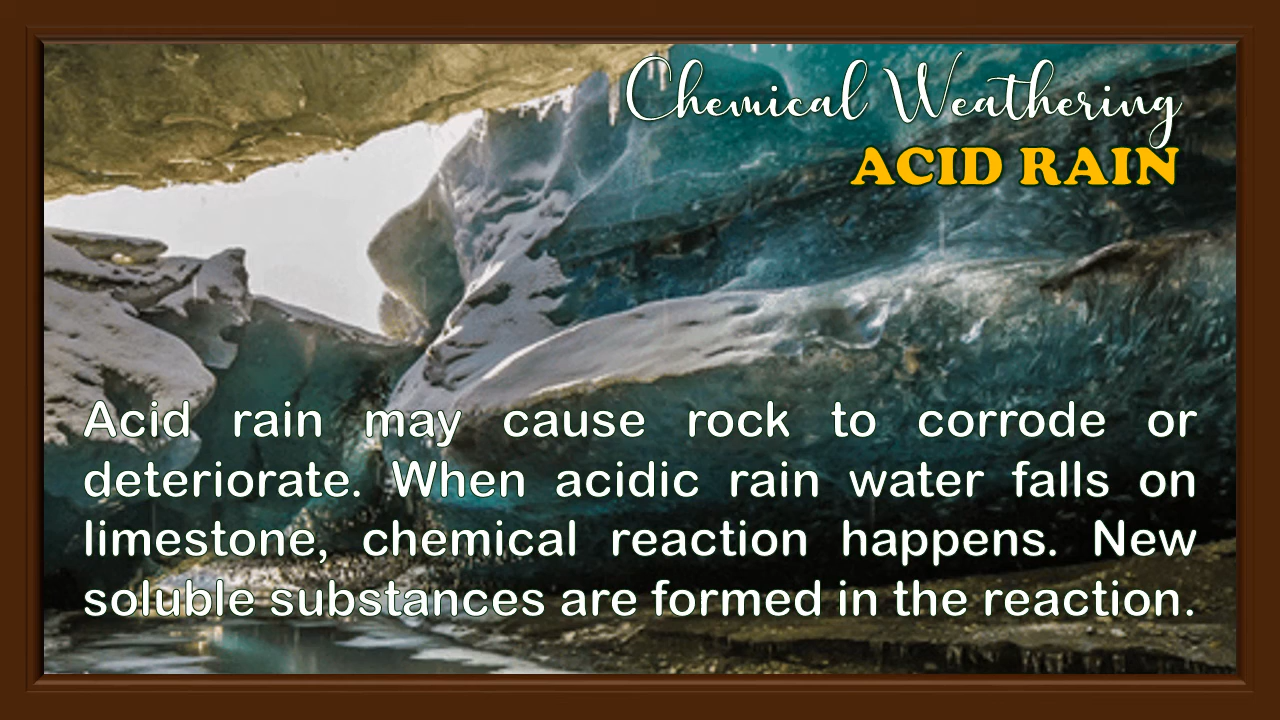 Chemical Weathering
ACID RAIN
Acid rain may cause rock to corrode or
deteriorate. When acidic rain water falls on
limestone, chemical reaction happens. New
soluble substances are formed in the reaction.